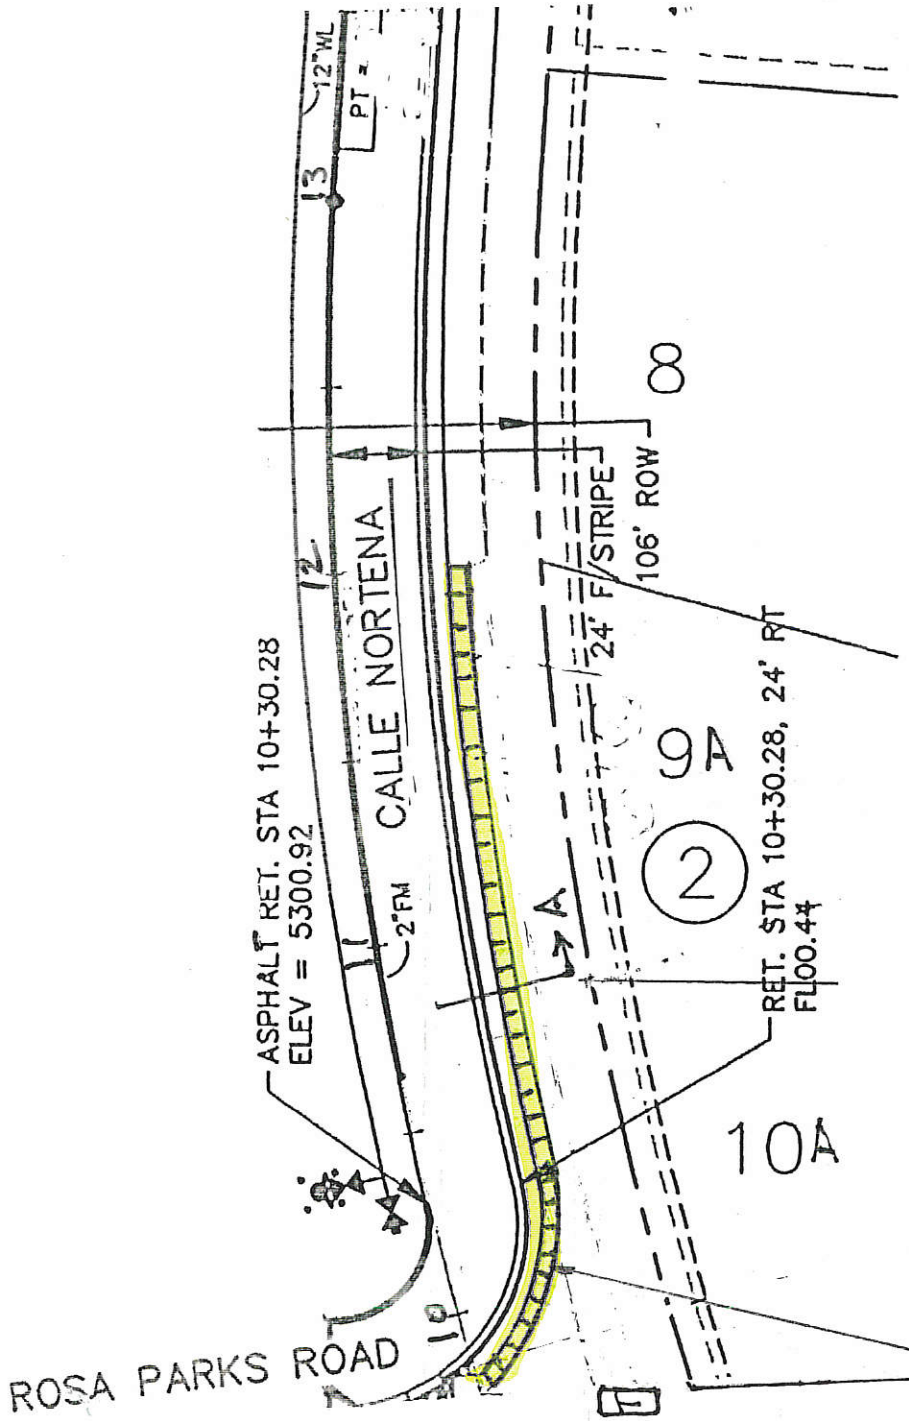 12"WL
PT =
13
8
106' ROW
24' F/STRIPE
12
CALLE NORTENA
ASPHALT RET. STA 10+30.28
ELEV = 5300.92
9A
2
11
2"FM
A
RET. STA 10+30.28, 24' RT
FL00.44
10A
10
ROSA PARKS ROAD